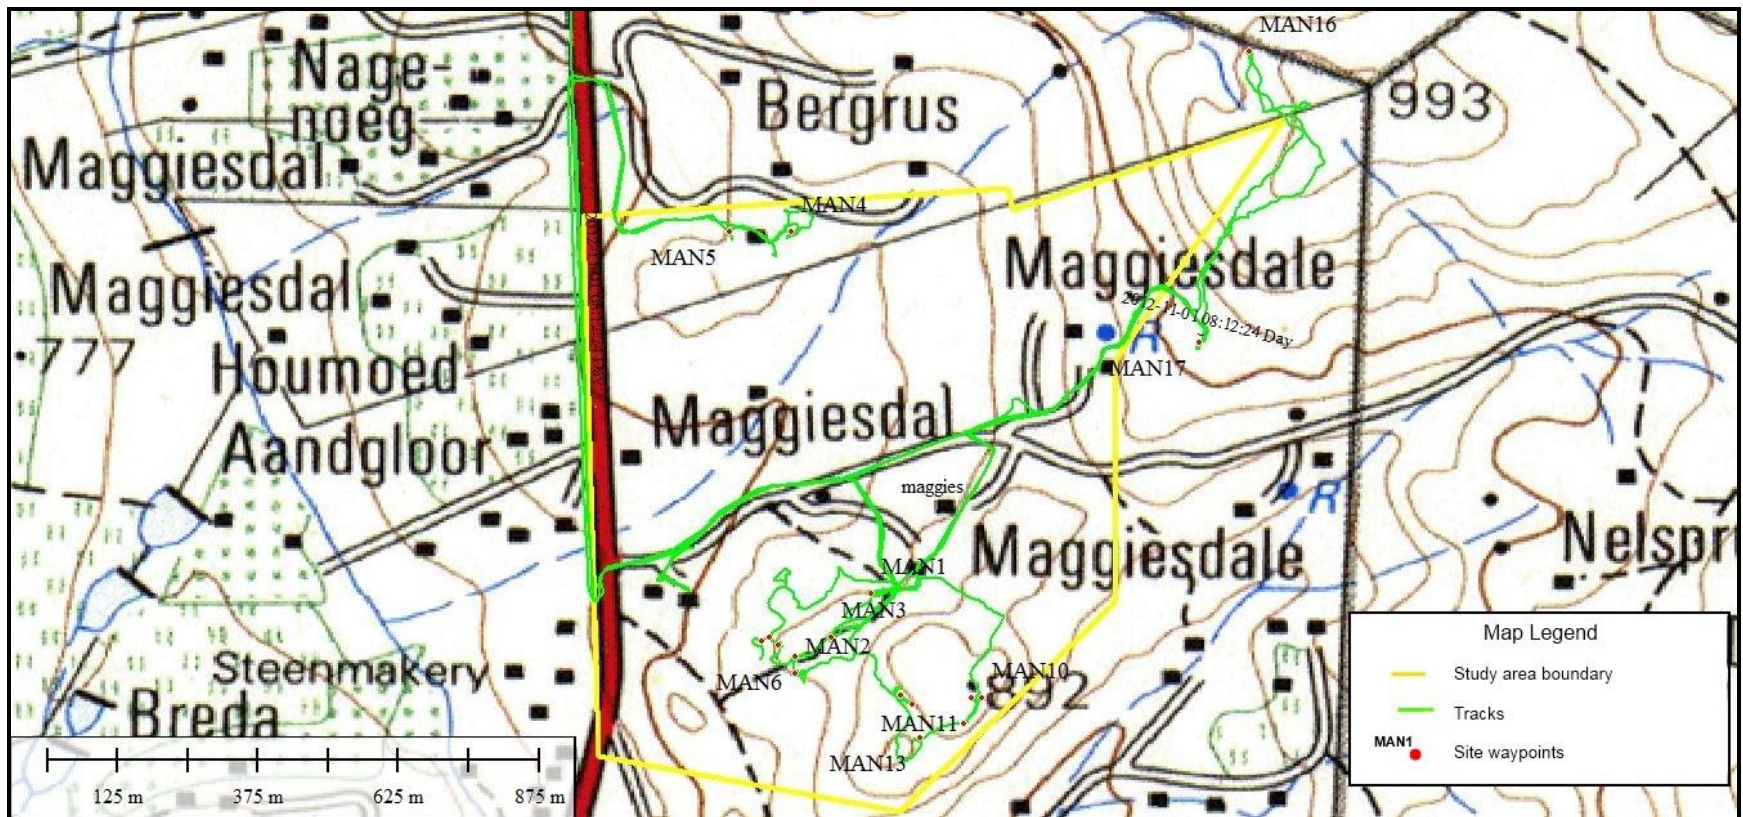 MAN16
Nage-
noeg
Bergrus
993
Maggiesdal
MAN4
MAN5
Maggiesdale
Maggiesdal
2012-11-01 08:12:24 Day
R
777
Houmoed
MAN17
Maggiesdal
Aandgloor
maggies
R
Maggiesdale
Nelspr
MAN1
MAN3
MAN2
Steenmakery
MAN6
MAN10
892
Breda
MAN11
MAN13
125 m
375 m
625 m
875 m
Map Legend
Study area boundary
Tracks
MAN1
Site waypoints